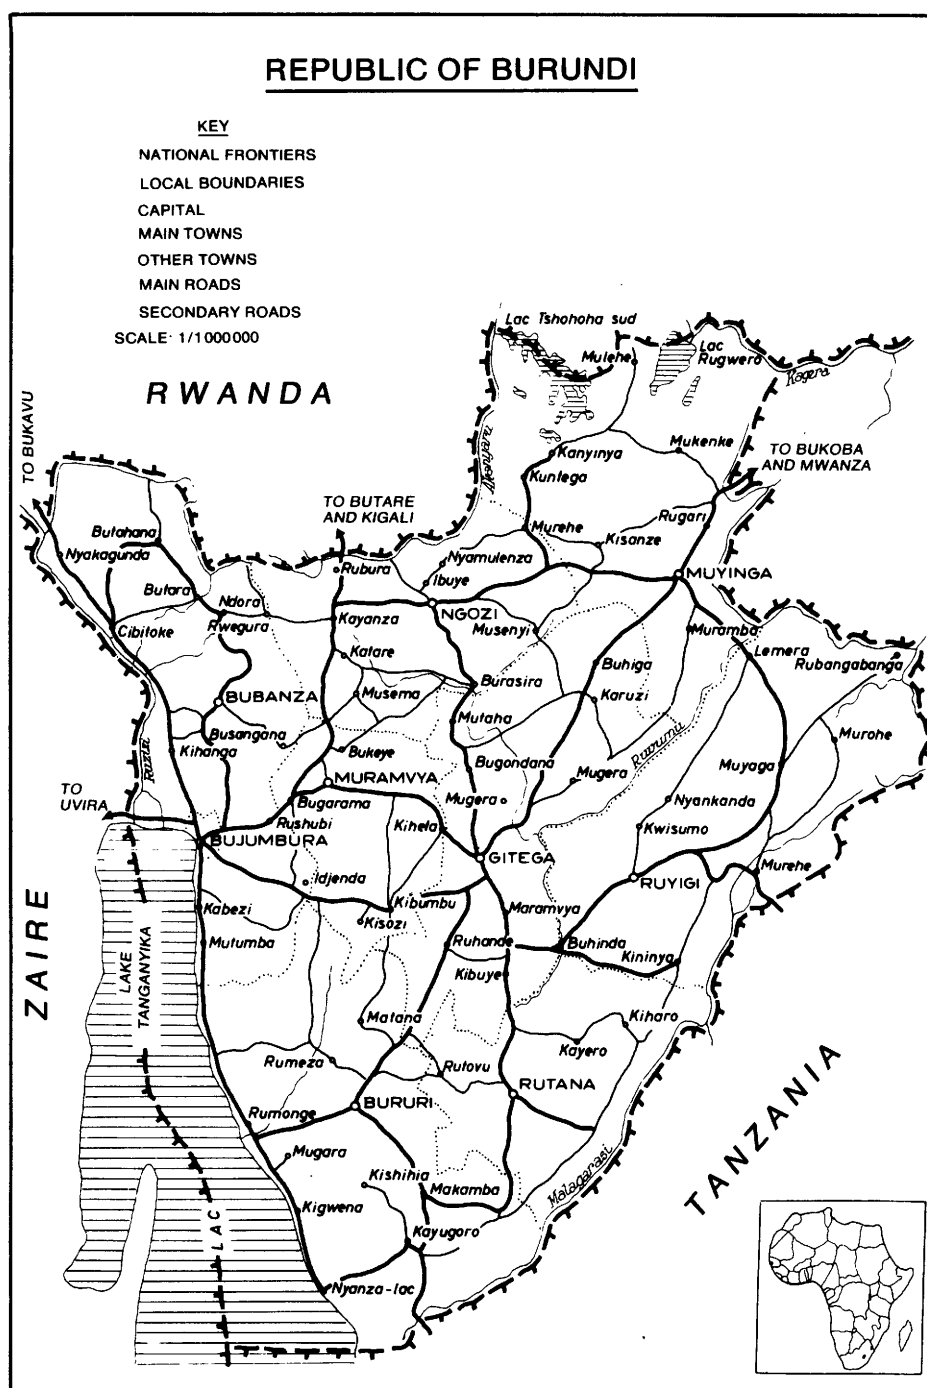 REPUBLIC OF BURUNDI
KEY
NATIONAL FRONTIERS
LOCAL BOUNDARIES
CAPITAL
MAIN TOWNS
OTHER TOWNS
MAIN ROADS
SECONDARY ROADS
SCALE: 1/1000000
Lac Tshohoha sud
Mulehe
Lac
Rugwero
Kagera
RWANDA
TO BUKAVU
Kanyinya
Mukenke
TO BUKOBA
AND MWANZA
Kuntega
TO BUTARE
AND KIGALI
Butahana
Murehe
Rugari
Nyakagunda
Kisanze
Nyamulenza
Rubura
MUYINGA
Butara
Ibuye
Ndora
NGOZI
Rwegura
Kayanza
Cibitoke
Musenyi
Muramba
Katare
Lemera
Buhiga
Rubangabanga
Burasira
BUBANZA
Musema
Karuzi
Mutaha
Busangana
Kihanga
Bukeye
Ruvuvu
Murohe
Ruzizi
Bugondana
MURAMVYA
Mugera
Muyaga
TO
UVIRA
Bugarama
Mugera
Nyankanda
Rushubi
Kihela
Kwisumo
BUJUMBURA
GITEGA
Murehe
Idjenda
RUYIGI
Kabezi
Kibumbu
Maramvya
Kisozi
Mutumba
Ruhande
Buhinda
Kininya
ZAIRE
LAKE
TANGANYIKA
Kibuye
Matana
Kiharo
Kayero
Rumeza
Rutovu
RUTANA
TANZANIA
BURURI
Rumonge
Mugara
Malagarasi
Kishihia
Makamba
Kigwena
LAC
Kayugoro
Nyanza-lac